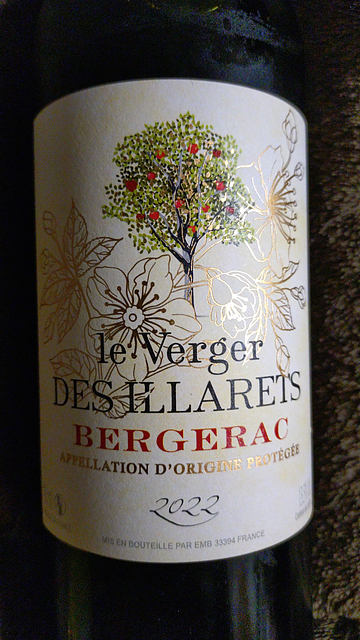 le Verger
DES ILLARETS
BERGERAC
APPELLATION D'ORIGINE PROTÉGÉE
2022
MIS EN BOUTEILLE PAR EMB 33394 FRANCE